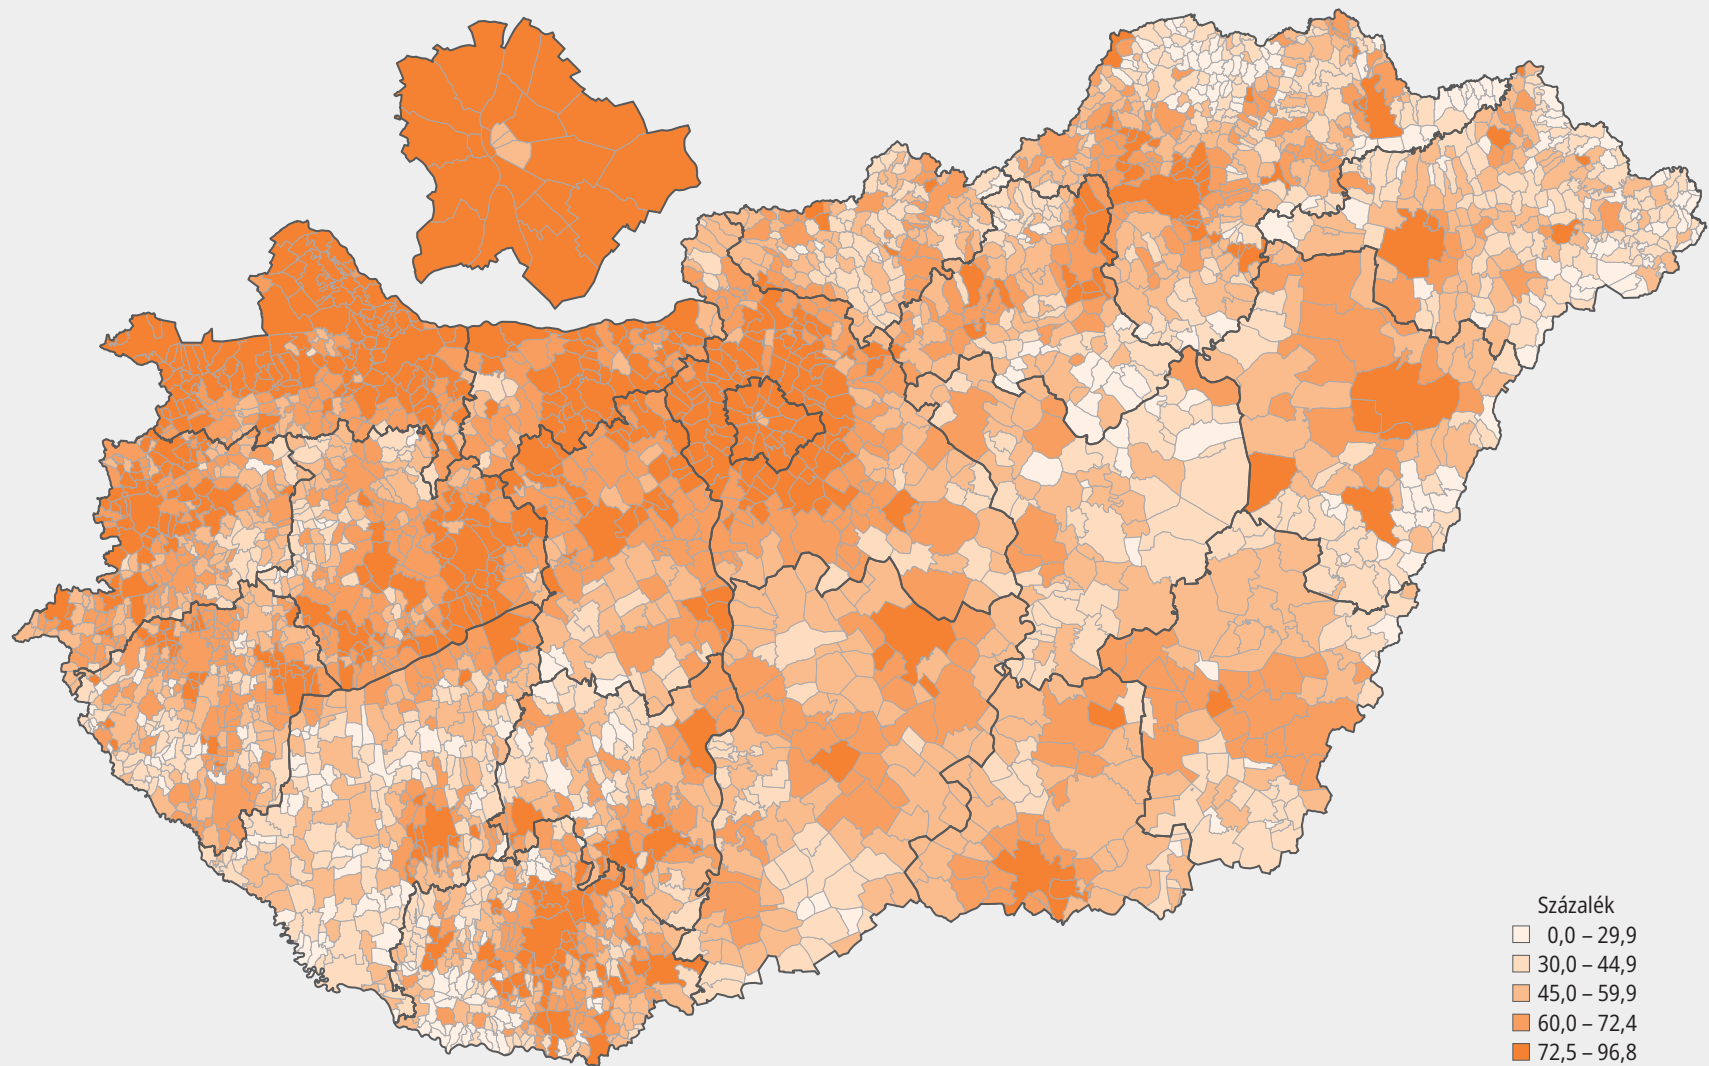 Százalék
0,0 – 29,9
30,0 – 44,9
45,0 – 59,9
60,0 – 72,4
72,5 – 96,8